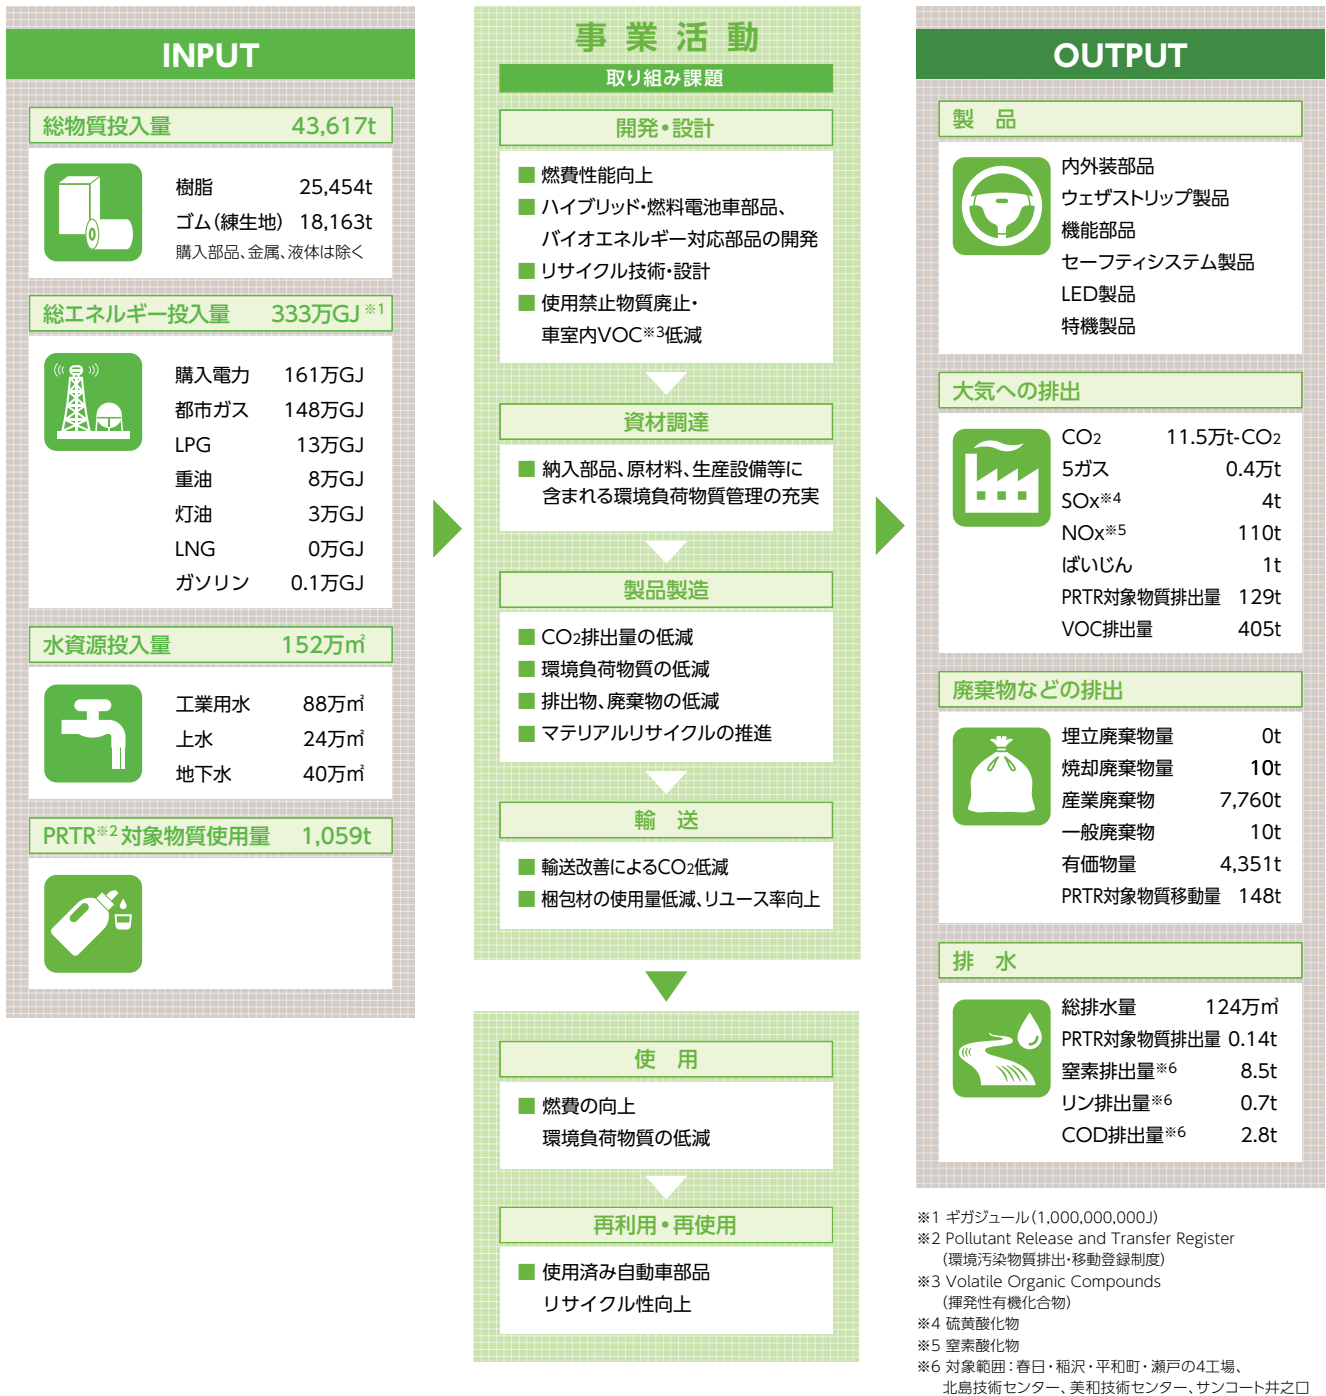 INPUT
総物質投入量 43,617t
樹脂 25,454t
ゴム(練生地) 18,163t
購入部品、金属、液体は除く
総エネルギー投入量 333万GJ※1
購入電力 161万GJ
都市ガス 148万GJ
LPG 13万GJ
重油 8万GJ
灯油 3万GJ
LNG 0万GJ
ガソリン 0.1万GJ
水資源投入量 152万㎥
工業用水 88万㎥
上水 24万㎥
地下水 40万㎥
PRTR※2対象物質使用量 1,059t
事業活動
取り組み課題
開発・設計
■ 燃費性能向上
■ ハイブリッド・燃料電池車部品、
バイオエネルギー対応部品の開発
■ リサイクル技術・設計
■ 使用禁止物質廃止・
車室内VOC※3低減
資材調達
■ 納入部品、原材料、生産設備等に
含まれる環境負荷物質管理の充実
製品製造
■ CO2排出量の低減
■ 環境負荷物質の低減
■ 排出物、廃棄物の低減
■ マテリアルリサイクルの推進
輸 送
■ 輸送改善によるCO2低減
■ 梱包材の使用量低減、リユース率向上
使 用
■ 燃費の向上
環境負荷物質の低減
再利用・再使用
■ 使用済み自動車部品
リサイクル性向上
OUTPUT
製 品
内外装部品
ウェザストリップ製品
機能部品
セーフティシステム製品
LED製品
特機製品
大気への排出
CO2 11.5万t-CO2
5ガス 0.4万t
SOx※4 4t
NOx※5 110t
ばいじん 1t
PRTR対象物質排出量 129t
VOC排出量 405t
廃棄物などの排出
埋立廃棄物量 0t
焼却廃棄物量 10t
産業廃棄物 7,760t
一般廃棄物 10t
有価物量 4,351t
PRTR対象物質移動量 148t
排 水
総排水量 124万㎥
PRTR対象物質排出量 0.14t
窒素排出量※6 8.5t
リン排出量※6 0.7t
COD排出量※6 2.8t
※1 ギガジュール(1,000,000,000J)
※2 Pollutant Release and Transfer Register
(環境汚染物質排出・移動登録制度)
※3 Volatile Organic Compounds
(揮発性有機化合物)
※4 硫黄酸化物
※5 窒素酸化物
※6 対象範囲:春日・稲沢・平和町・瀬戸の4工場、
北島技術センター、美和技術センター、サンコート井之口